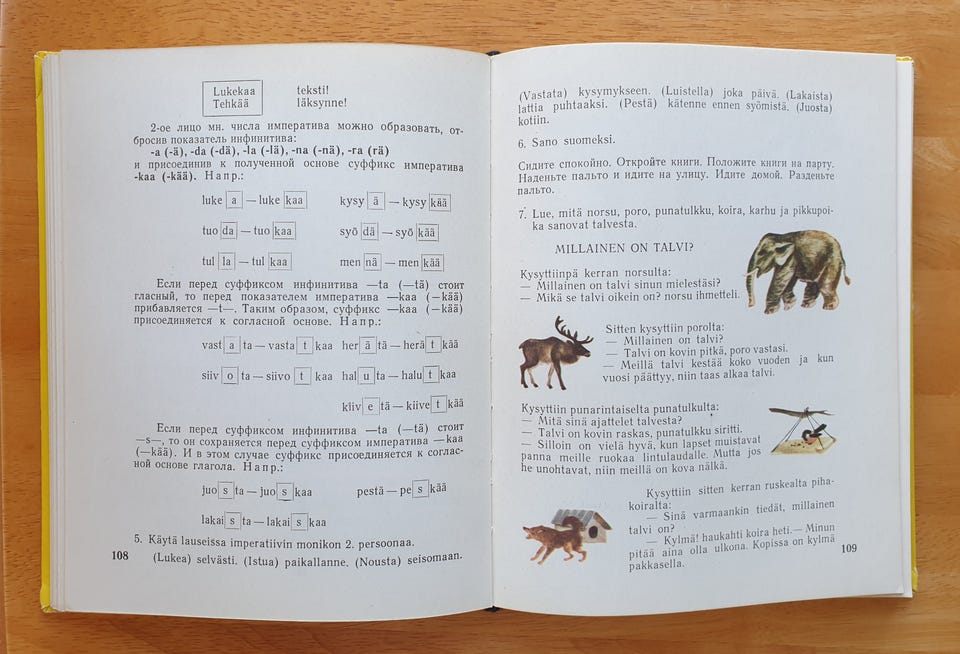 Lukekaa teksti!
Tehkää läksynne!
2-ое лицо мн. числа императива можно образовать, от-
бросив показатель инфинитива:
-a (-ä), -da (-dä), -la (-lä), -na (-nä), -ra (rä)
и присоединив к полученной основе суффикс императива
-kaa (-kää). Напр.:
luke a — luke kaa kysy ä — kysy kää
tuo da — tuo kaa syö dä — syö kää
tul la — tul kaa men nä — men kää
Если перед суффиксом инфинитива —ta (—tä) стоит
гласный, то перед показателем императива —kaa (—kää)
прибавляется —t—. Таким образом, суффикс —kaa (—kää)
присоединяется к согласной основе. Напр.:
vast a ta — vasta t kaa her ä tä — herä t kää
siiv o ta — siivo t kaa hal u ta — halu t kaa
kiiv e tä — kiive t kää
Если перед суффиксом инфинитива —ta (—tä) стоит
—s—, то он сохраняется перед суффиксом императива —kaa
(—kää). И в этом случае суффикс присоединяется к соглас-
ной основе глагола. Напр.:
juo s ta — juo s kaa pestä — pe s kää
lakai s ta — lakai s kaa
5. Käytä lauseissa imperatiivin monikon 2. persoonaa.
(Lukea) selvästi. (Istua) paikallanne. (Nousta) seisomaan.
108
(Vastata) kysymykseen. (Luistella) joka päivä. (Lakaista)
lattia puhtaaksi. (Pestä) kätenne ennen syömistä. (Juosta)
kotiin.
6. Sano suomeksi.
Сидите спокойно. Откройте книги. Положите книги на парту.
Наденьте пальто и идите на улицу. Идите домой. Разденьте
пальто.
7. Lue, mitä norsu, poro, punatulkku, koira, karhu ja pikkupoi-
ka sanovat talvesta.
MILLAINEN ON TALVI?
Kysyttiinpä kerran norsulta:
— Millainen on talvi sinun mielestäsi?
— Mikä se talvi oikein on? norsu ihmetteli.
Sitten kysyttiin porolta:
— Millainen on talvi?
— Talvi on kovin pitkä, poro vastasi.
— Meillä talvi kestää koko vuoden ja kun
vuosi päättyy, niin taas alkaa talvi.
Kysyttiin punarintaiselta punatulkulta:
— Mitä sinä ajattelet talvesta?
— Talvi on kovin raskas, punatulkku siritti.
— Silloin on vielä hyvä, kun lapset muistavat
panna meille ruokaa lintulaudalle. Mutta jos
he unohtavat, niin meillä on kova nälkä.
Kysyttiin sitten kerran ruskealta piha-
koiralta:
— Sinä varmaankin tiedät, millainen
talvi on?
— Kylmä! haukahti koira heti.— Minun
pitää aina olla ulkona. Kopissa on kylmä
pakkasella.
109